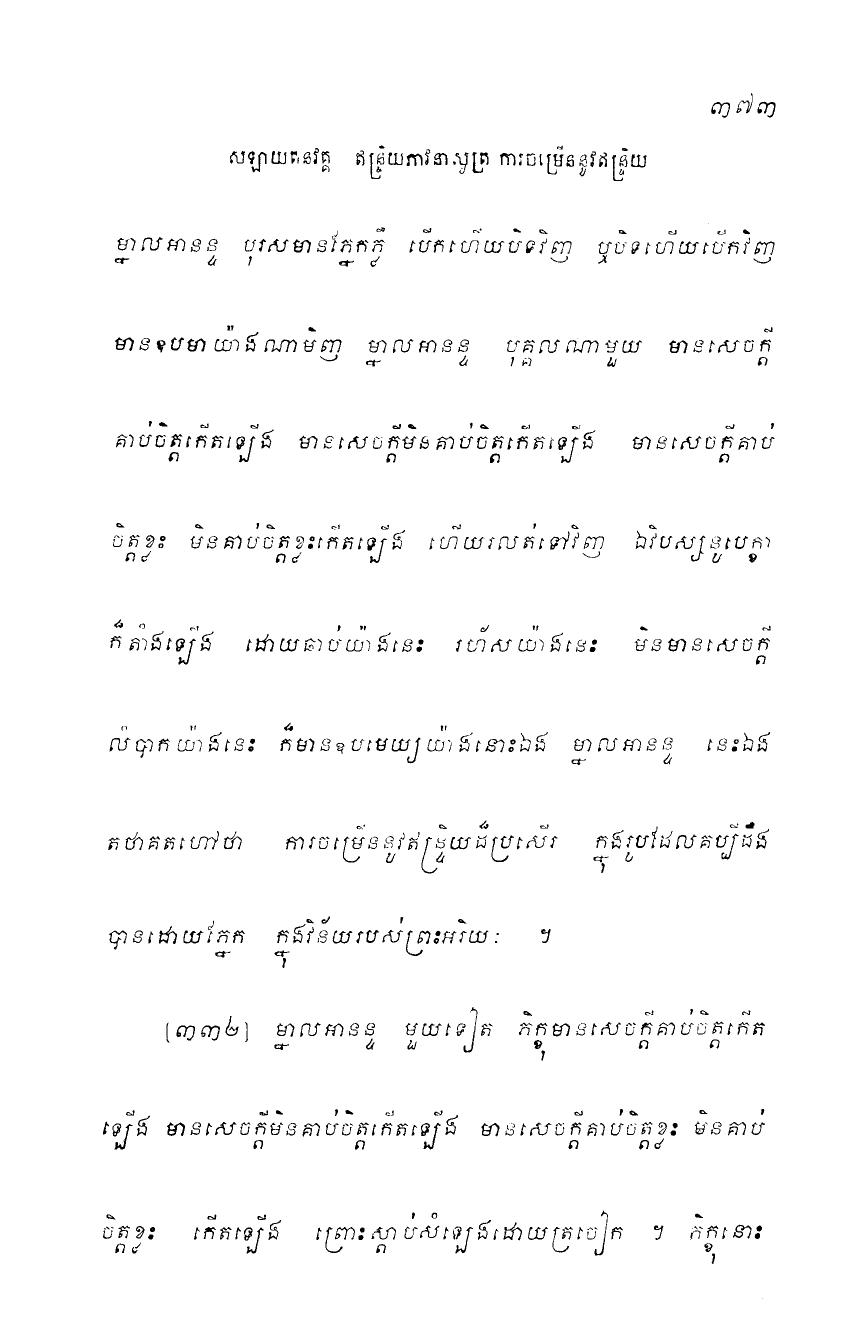 ៣៧៣
សឡាយតនវគ្គ ឥន្ទ្រិយភាវនាសូត្រ ការចម្រើននូវឥន្ទ្រិយ
ម្នាលអានន្ទ បុរសមានភ្នែកភ្លឺ បើកហើយបិទវិញ ឬបិទហើយបើកវិញ
មានឧបមាយ៉ាងណាមិញ ម្នាលអានន្ទ បុគ្គលណាមួយ មានសេចក្តី
គាប់ចិត្តកើតឡើង មានសេចក្តីមិនគាប់ចិត្តកើតឡើង មានសេចក្តីគាប់
ចិត្តខ្លះ មិនគាប់ចិត្តខ្លះកើតឡើង ហើយរលត់ទៅវិញ ឯវិបស្សនូបេក្ខា
ក៏តាំងឡើង ដោយឆាប់យ៉ាងនេះ រហ័សយ៉ាងនេះ មិនមានសេចក្តី
លំបាកយ៉ាងនេះ ក៏មានឧបមេយ្យយ៉ាងនោះឯង ម្នាលអានន្ទ នេះឯង
តថាគតហៅថា ការចម្រើននូវឥន្ទ្រិយដ៏ប្រសើរ ក្នុងរូបដែលគប្បីដឹង
បានដោយភ្នែក ក្នុងវិន័យរបស់ព្រះអរិយៈ ។
[៣៣២] ម្នាលអានន្ទ មួយទៀត ភិក្ខុមានសេចក្តីគាប់ចិត្តកើត
ឡើង មានសេចក្តីមិនគាប់ចិត្តកើតឡើង មានសេចក្តីគាប់ចិត្តខ្លះ មិនគាប់
ចិត្តខ្លះ កើតឡើង ព្រោះស្តាប់សំឡេងដោយត្រចៀក ។ ភិក្ខុនោះ